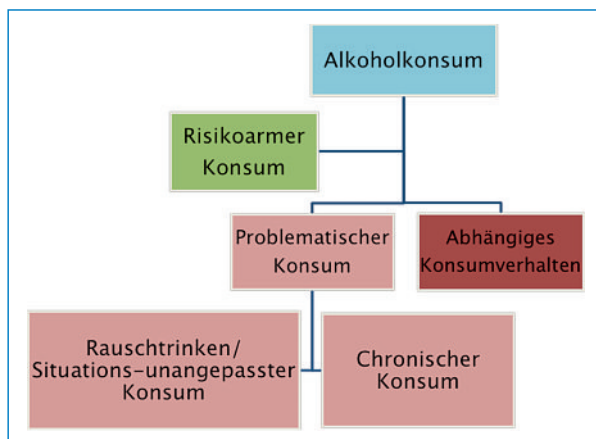 Alkoholkonsum
Risikoarmer
Konsum
Problematischer
Konsum
Abhängiges
Konsumverhalten
Rauschtrinken/
Situations-unangepasster
Konsum
Chronischer
Konsum